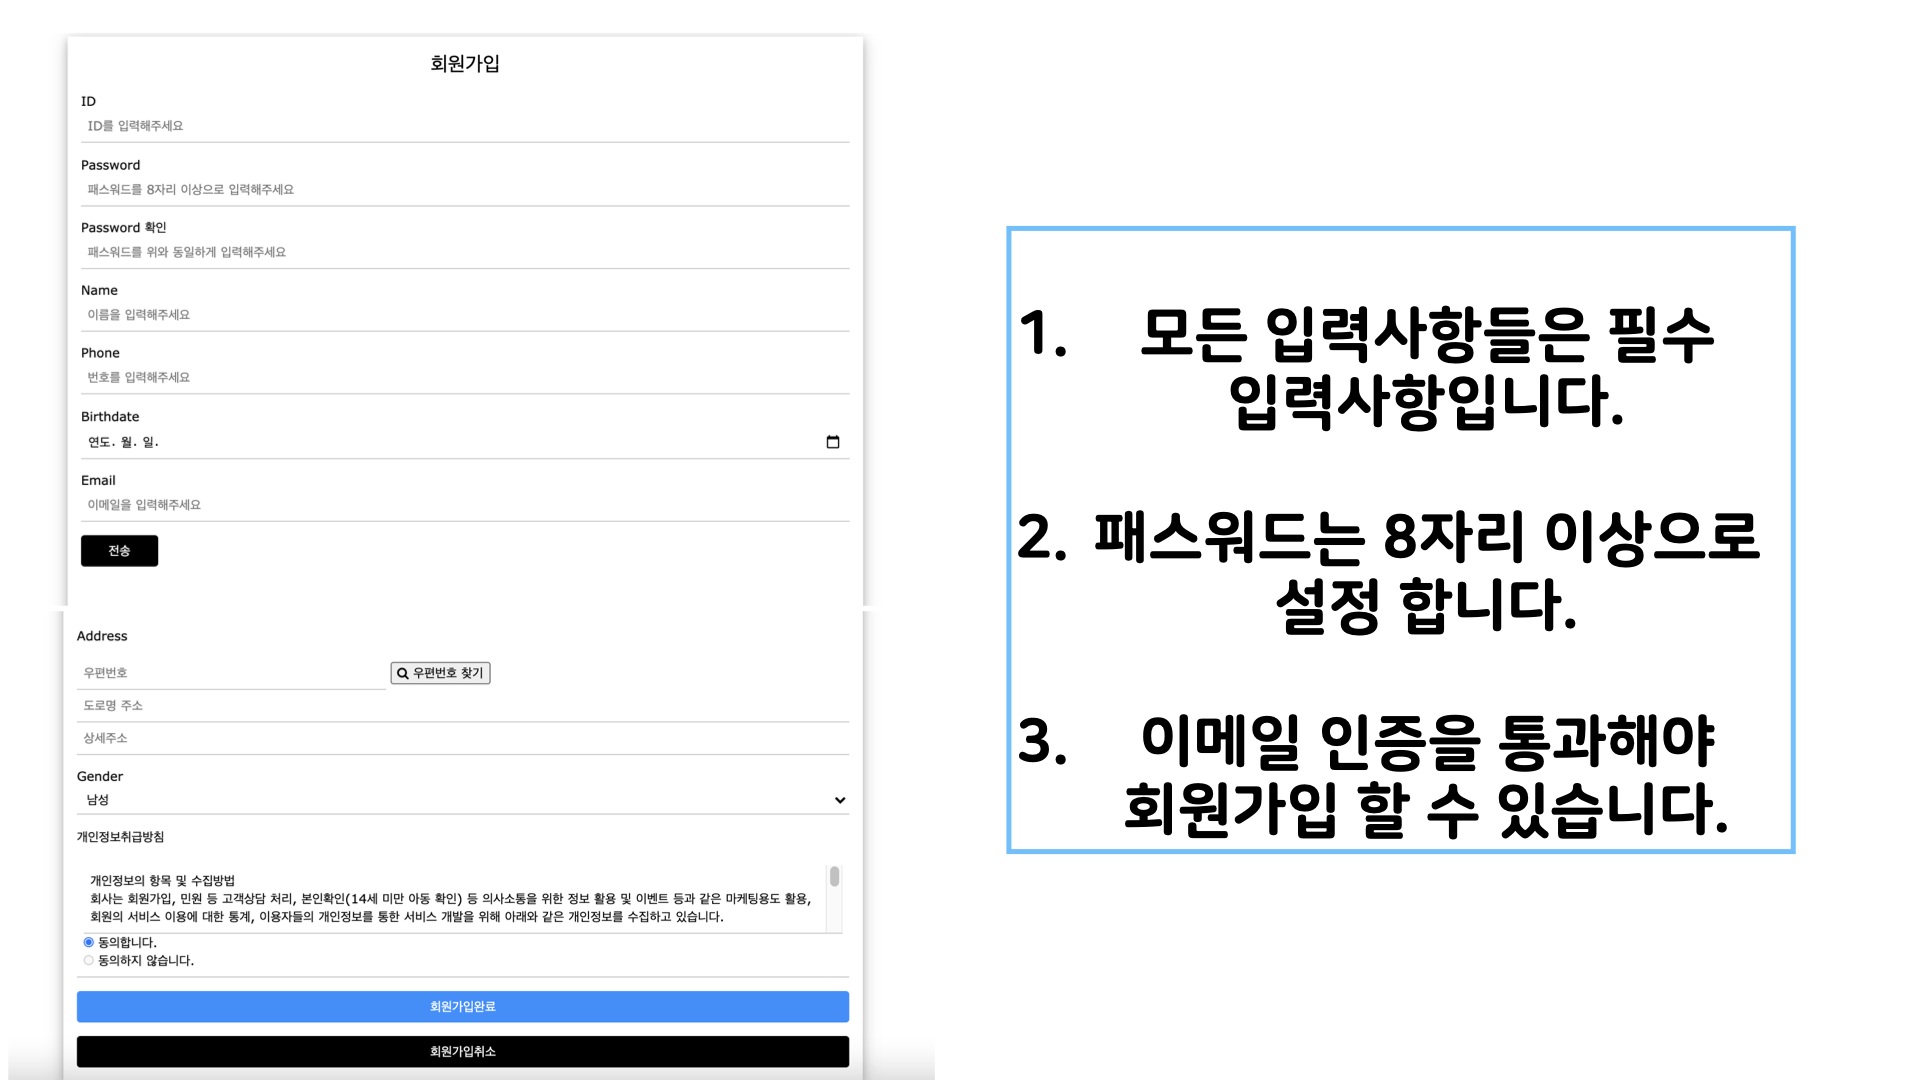 회원가입
ID
ID를 입력해주세요
Password
패스워드를 8자리 이상으로 입력해주세요
Password 확인
패스워드를 위와 동일하게 입력해주세요
Name
이름을 입력해주세요
Phone
번호를 입력해주세요
Birthdate
연도. 월. 일.
Email
이메일을 입력해주세요
전송
Address
우편번호
우편번호 찾기
도로명 주소
상세주소
Gender
남성
개인정보취급방침
개인정보의 항목 및 수집방법
회사는 회원가입, 민원 등 고객상담 처리, 본인확인(14세 미만 아동 확인) 등 의사소통을 위한 정보 활용 및 이벤트 등과 같은 마케팅용도 활용,
회원의 서비스 이용에 대한 통계, 이용자들의 개인정보를 통한 서비스 개발을 위해 아래와 같은 개인정보를 수집하고 있습니다.
동의합니다.
동의하지 않습니다.
회원가입완료
회원가입취소
1. 모든 입력사항들은 필수
입력사항입니다.
2. 패스워드는 8자리 이상으로
설정 합니다.
3. 이메일 인증을 통과해야
회원가입 할 수 있습니다.